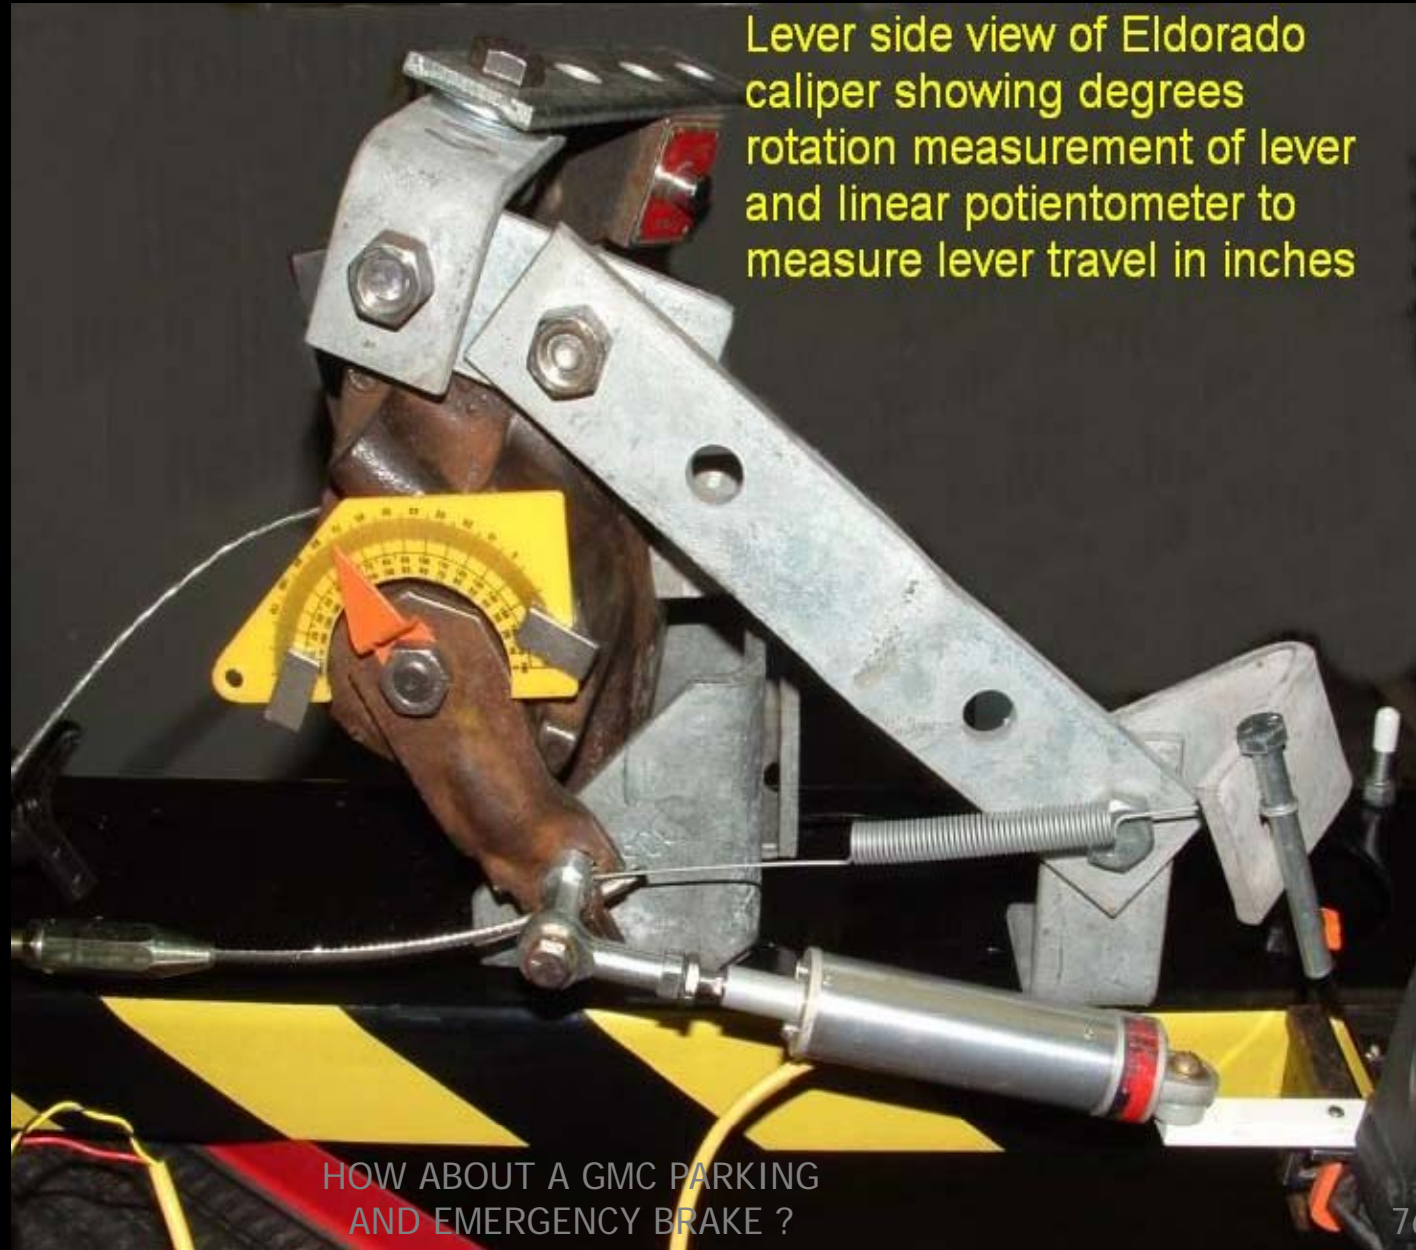 Lever side view of Eldorado
caliper showing degrees
rotation measurement of lever
and linear potientometer to
measure lever travel in inches
HOW ABOUT A GMC PARKING
AND EMERGENCY BRAKE ?